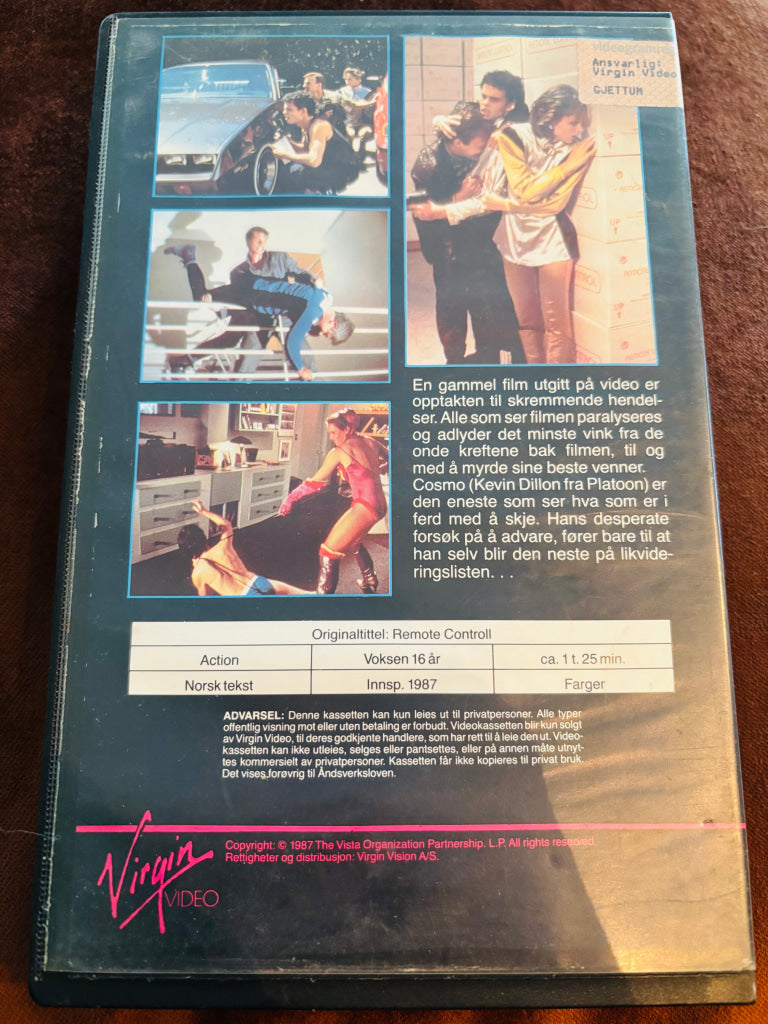 videogramre
Ansvarlig:
Virgin Video
GJETTUM
UP
UP
UP
En gammel film utgitt på video er
opptakten til skremmende hendel-
ser. Alle som ser filmen paralyseres
og adlyder det minste vink fra de
onde kreftene bak filmen, til og
med å myrde sine beste venner.
Cosmo (Kevin Dillon fra Platoon) er
den eneste som ser hva som er i
ferd med å skje. Hans desperate
forsøk på å advare, fører bare til at
han selv blir den neste på likvide-
ringslisten. . .
Originaltittel: Remote Controll
Action Voksen 16 år ca. 1 t. 25 min.
Norsk tekst Innsp. 1987 Farger
ADVARSEL: Denne kassetten kan kun leies ut til privatpersoner. Alle typer
offentlig visning mot eller uten betaling er forbudt. Videokassetten blir kun solgt
av Virgin Video, til deres godkjente handlere, som har rett til å leie den ut. Video-
kassetten kan ikke utleies, selges eller pantsettes, eller på annen måte utnyt-
tes kommersielt av privatpersoner. Kassetten får ikke kopieres til privat bruk.
Det vises forøvrig til Åndsverksloven.
Copyright: © 1987 The Vista Organization Partnership. L.P. All rights reserved.
Rettigheter og distribusjon: Virgin Vision A/S.
Virgin
VIDEO